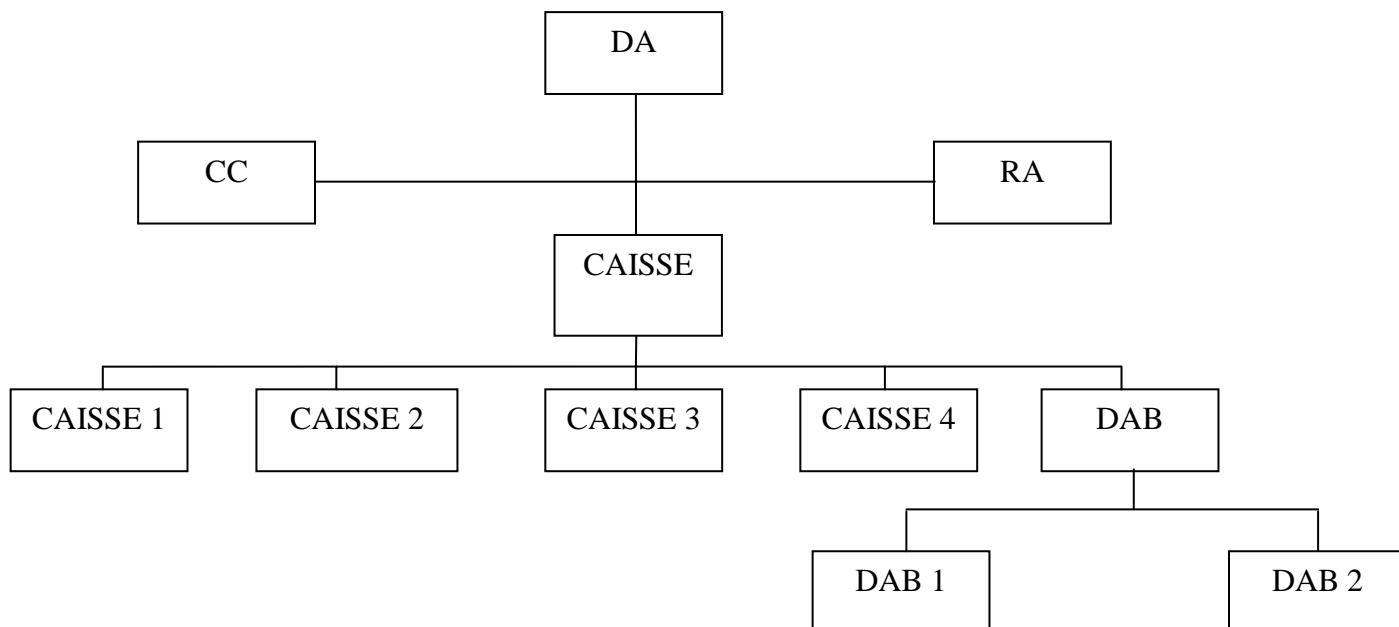 DA
CC
RA
CAISSE
CAISSE 1
CAISSE 2
CAISSE 3
CAISSE 4
DAB
DAB 1
DAB 2